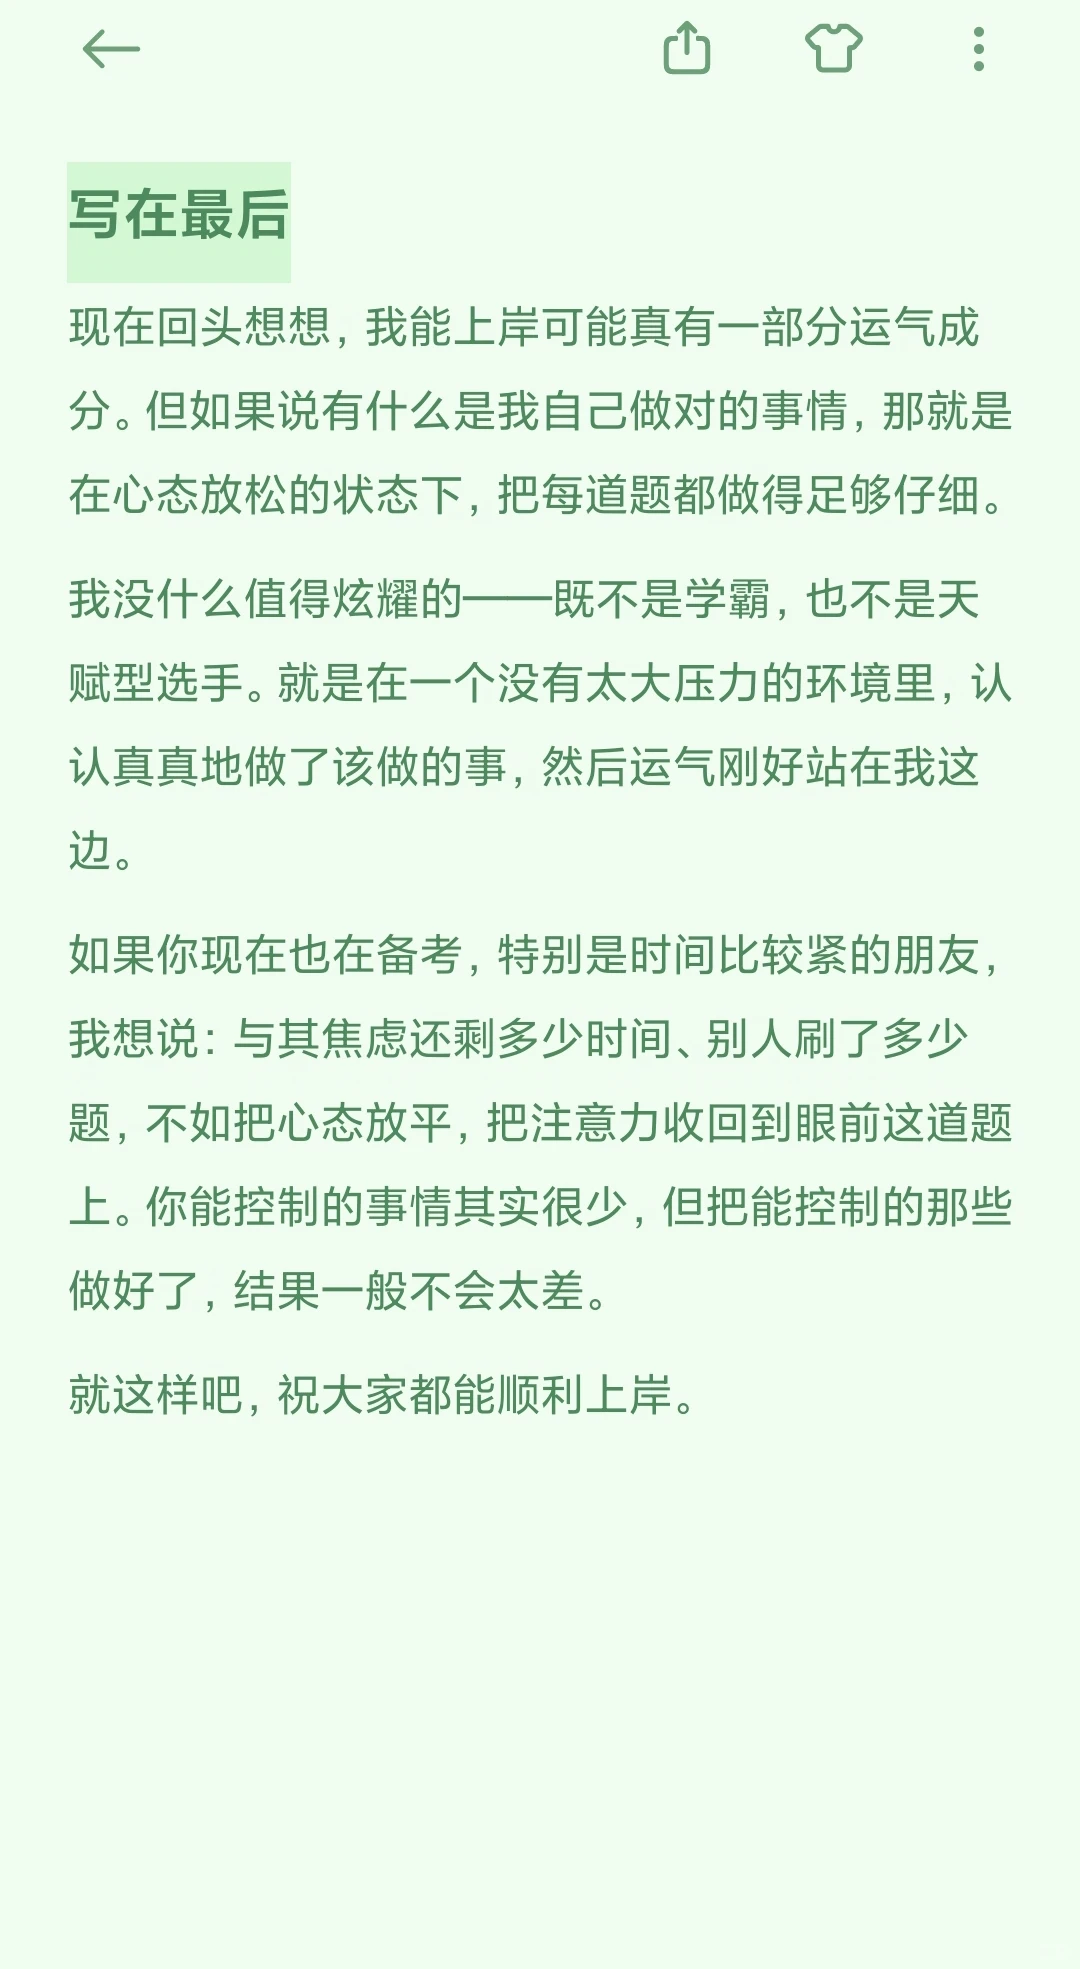 写在最后
现在回头想想，我能上岸可能真有一部分运气成
分。但如果说有什么是我自己做对的事情，那就是
在心态放松的状态下，把每道题都做得足够仔细。
我没什么值得炫耀的——既不是学霸，也不是天
赋型选手。就是在一个没有太大压力的环境里，认
认真真地做了该做的事，然后运气刚好站在我这
边。
如果你现在也在备考，特别是时间比较紧的朋友，
我想说：与其焦虑还剩多少时间、别人刷了多少
题，不如把心态放平，把注意力收回到眼前这道题
上。你能控制的事情其实很少，但把能控制的那些
做好了，结果一般不会太差。
就这样吧，祝大家都能顺利上岸。